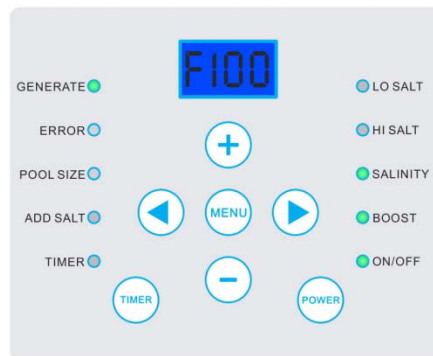 F100
GENERATE
ERROR
POOL SIZE
ADD SALT
TIMER
LO SALT
HI SALT
SALINITY
BOOST
ON/OFF
+
MENU
−
TIMER
POWER